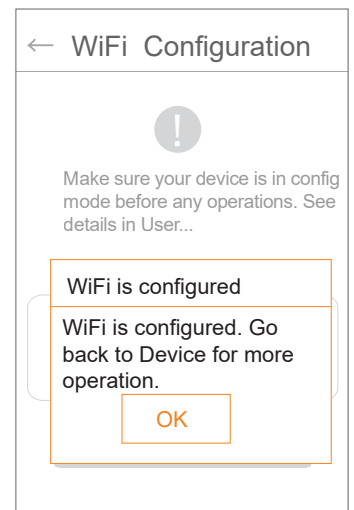 ← WiFi Configuration
!
Make sure your device is in config
mode before any operations. See
details in User...
WiFi is configured
WiFi is configured. Go
back to Device for more
operation.
OK